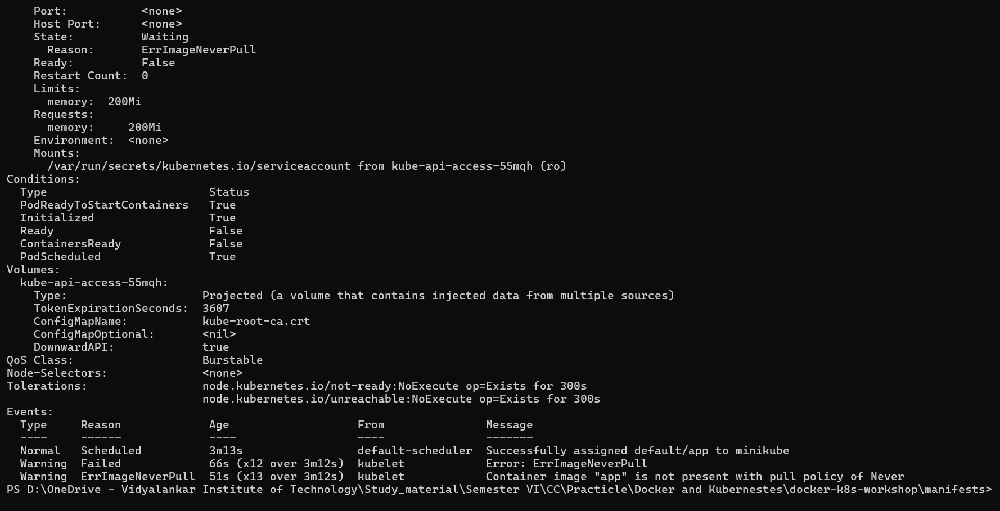 Port:           <none>
    Host Port:      <none>
    State:          Waiting
      Reason:       ErrImageNeverPull
    Ready:          False
    Restart Count:  0
    Limits:
      memory:  200Mi
    Requests:
      memory:     200Mi
    Environment:  <none>
    Mounts:
      /var/run/secrets/kubernetes.io/serviceaccount from kube-api-access-55mqh (ro)
Conditions:
  Type                        Status
  PodReadyToStartContainers   True
  Initialized                 True
  Ready                       False
  ContainersReady             False
  PodScheduled                True
Volumes:
  kube-api-access-55mqh:
    Type:                    Projected (a volume that contains injected data from multiple sources)
    TokenExpirationSeconds:  3607
    ConfigMapName:           kube-root-ca.crt
    ConfigMapOptional:       <nil>
    DownwardAPI:             true
QoS Class:                   Burstable
Node-Selectors:              <none>
Tolerations:                 node.kubernetes.io/not-ready:NoExecute op=Exists for 300s
                             node.kubernetes.io/unreachable:NoExecute op=Exists for 300s
Events:
  Type     Reason             Age                   From               Message
  ----     ------             ----                  ----               -------
  Normal   Scheduled          3m13s                 default-scheduler  Successfully assigned default/app to minikube
  Warning  Failed             66s (x12 over 3m12s)  kubelet            Error: ErrImageNeverPull
  Warning  ErrImageNeverPull  51s (x13 over 3m12s)  kubelet            Container image "app" is not present with pull policy of Never
PS D:\OneDrive - Vidyalankar Institute of Technology\Study_material\Semester VI\CC\Practicle\Docker and Kubernestes\docker-k8s-workshop\manifests>